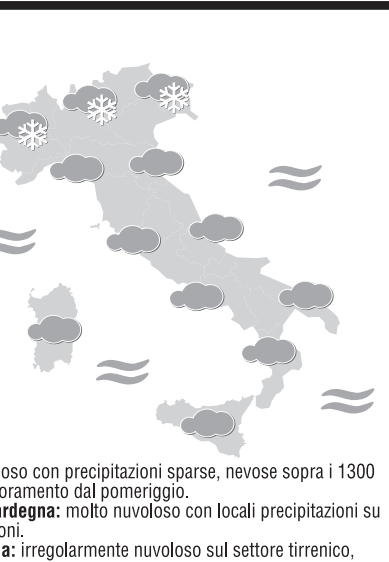 oso con precipitazioni sparse, nevose sopra i 1300
oramento dal pomeriggio.
ardegna: molto nuvoloso con locali precipitazioni su
oni.
a: irregolarmente nuvoloso sul settore tirrenico,